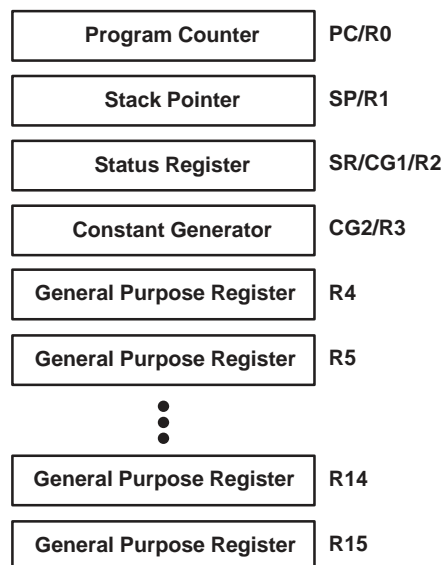 Program Counter PC/R0
Stack Pointer SP/R1
Status Register SR/CG1/R2
Constant Generator CG2/R3
General Purpose Register R4
General Purpose Register R5
General Purpose Register R14
General Purpose Register R15